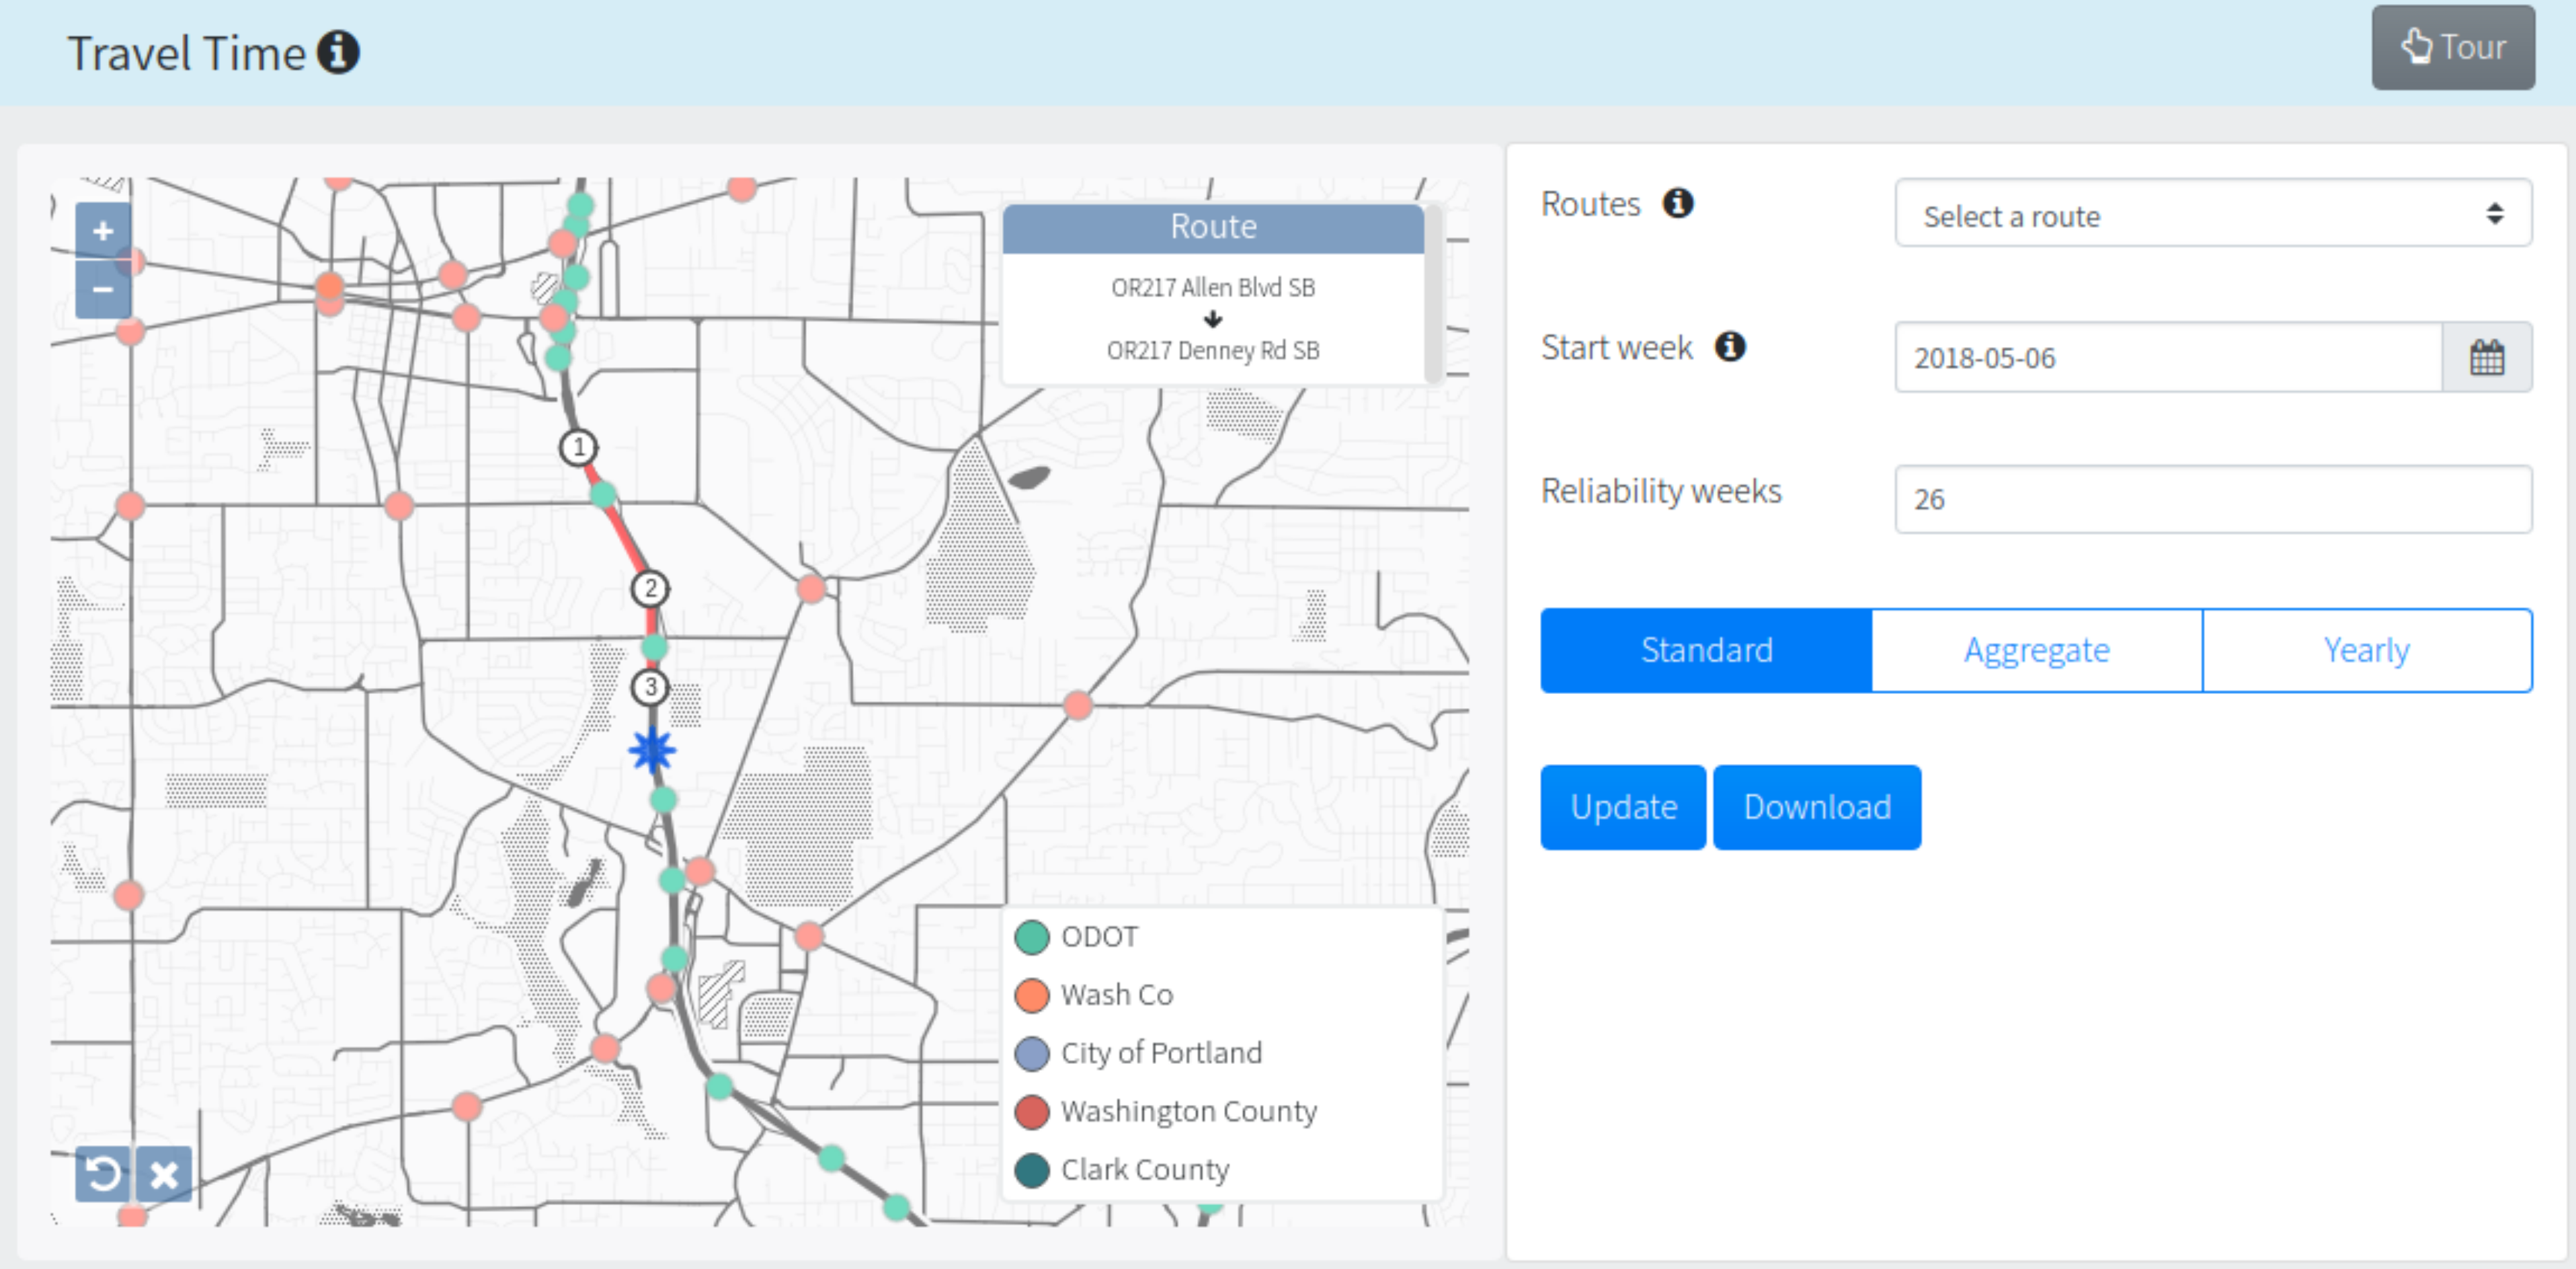 Travel Time
Tour
+
−
Route
OR217 Allen Blvd SB
OR217 Denney Rd SB
1
2
3
ODOT
Wash Co
City of Portland
Washington County
Clark County
Routes
Select a route
Start week
2018-05-06
Reliability weeks
26
Standard Aggregate Yearly
Update Download